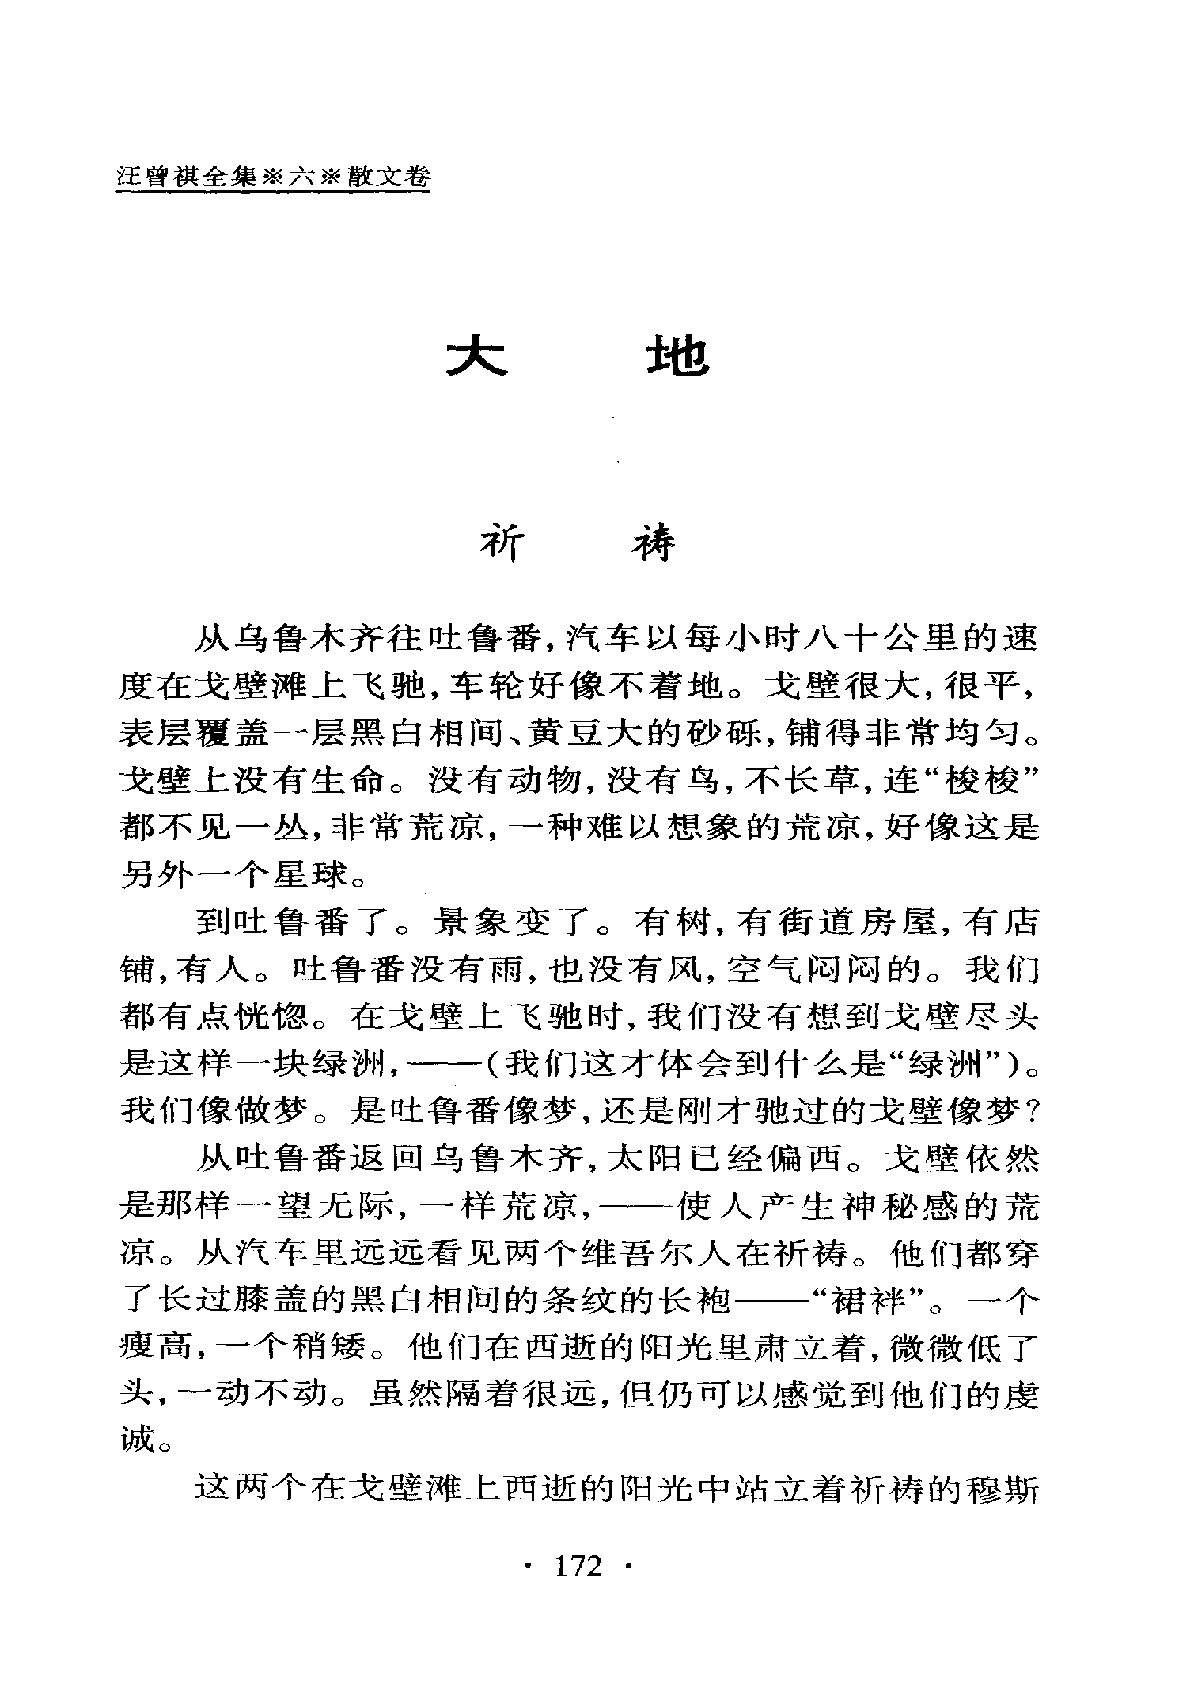 汪曾祺全集※六※散文卷
大 地
祈 祷
从乌鲁木齐往吐鲁番,汽车以每小时八十公里的速
度在戈壁滩上飞驰,车轮好像不着地。戈壁很大,很平,
表层覆盖一层黑白相间、黄豆大的砂砾,铺得非常均匀。
戈壁上没有生命。没有动物,没有鸟,不长草,连“梭梭”
都不见一丛,非常荒凉,一种难以想象的荒凉,好像这是
另外一个星球。
到吐鲁番了。景象变了。有树,有街道房屋,有店
铺,有人。吐鲁番没有雨,也没有风,空气闷闷的。我们
都有点恍惚。在戈壁上飞驰时,我们没有想到戈壁尽头
是这样一块绿洲,——(我们这才体会到什么是“绿洲”)。
我们像做梦。是吐鲁番像梦,还是刚才驰过的戈壁像梦?
从吐鲁番返回乌鲁木齐,太阳已经偏西。戈壁依然
是那样一望无际,一样荒凉,——使人产生神秘感的荒
凉。从汽车里远远看见两个维吾尔人在祈祷。他们都穿
了长过膝盖的黑白相间的条纹的长袍——“裙袢”。一个
瘦高,一个稍矮。他们在西逝的阳光里肃立着,微微低了
头,一动不动。虽然隔着很远,但仍可以感觉到他们的虔
诚。
这两个在戈壁滩上西逝的阳光中站立着祈祷的穆斯
· 172 ·